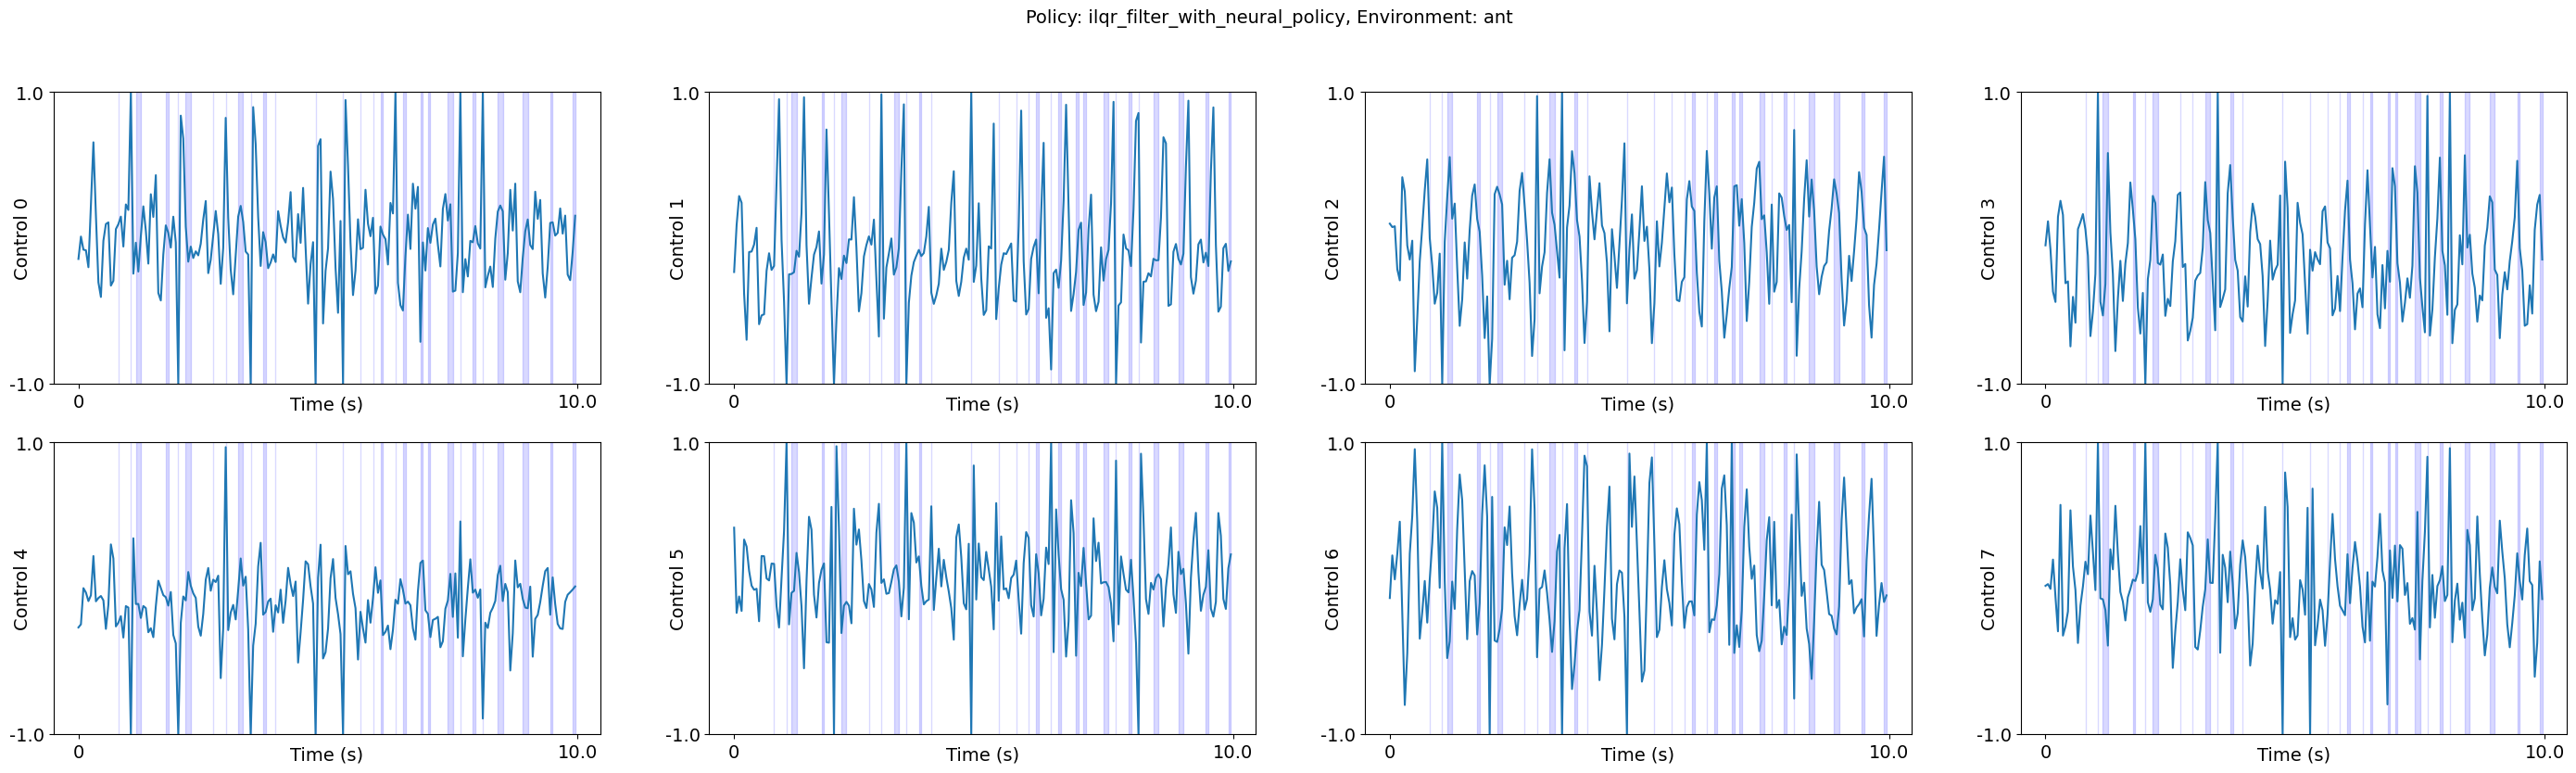 Policy: ilqr_filter_with_neural_policy, Environment: ant
1.0
Control 0
-1.0
0
Time (s)
10.0
1.0
Control 1
-1.0
0
Time (s)
10.0
1.0
Control 2
-1.0
0
Time (s)
10.0
1.0
Control 3
-1.0
0
Time (s)
10.0
1.0
Control 4
-1.0
0
Time (s)
10.0
1.0
Control 5
-1.0
0
Time (s)
10.0
1.0
Control 6
-1.0
0
Time (s)
10.0
1.0
Control 7
-1.0
0
Time (s)
10.0